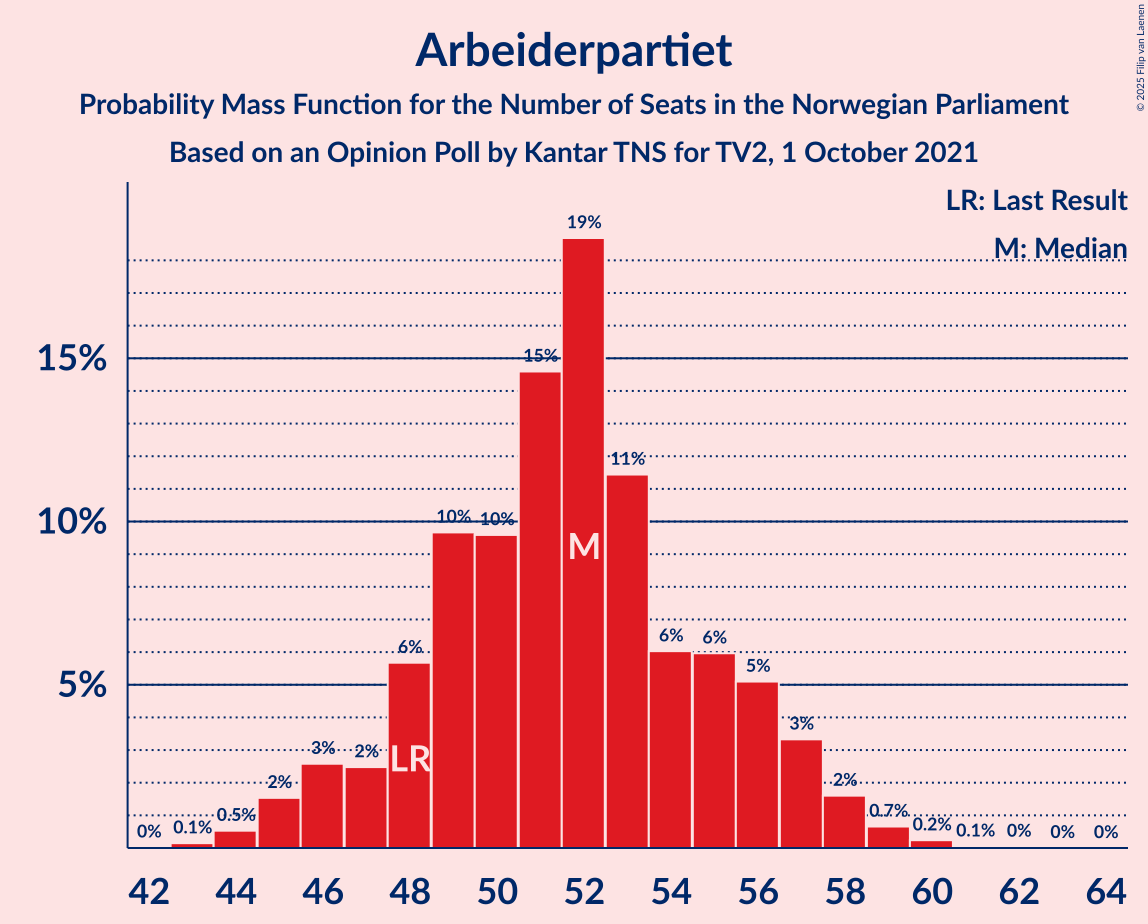 Arbeiderpartiet
Probability Mass Function for the Number of Seats in the Norwegian Parliament
Based on an Opinion Poll by Kantar TNS for TV2, 1 October 2021
© 2025 Filip van Laenen
LR: Last Result
M: Median
19%
15%
15%
11%
10%
10% 10%
M
6%
6% 6%
5%
5%
3%
LR
3% 2%
2%
2%
0.7%
0.5%
0.2%
0% 0.1%
0.1% 0% 0% 0%
42 44 46 48 50 52 54 56 58 60 62 64